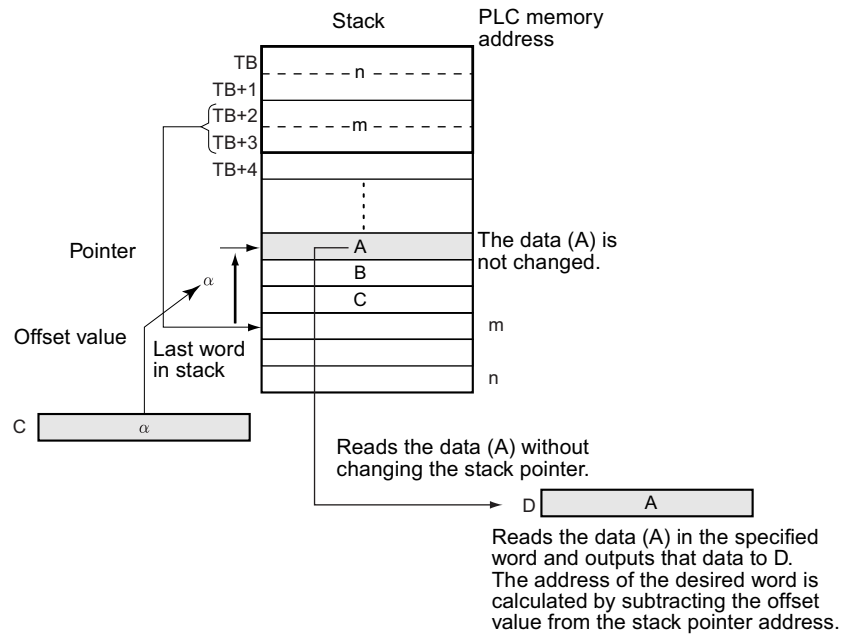 Stack
PLC memory
address
TB
n
TB+1
TB+2
m
TB+3
TB+4
Pointer
A
The data (A) is
not changed.
B
α
C
Offset value
m
Last word
in stack
n
C
α
Reads the data (A) without
changing the stack pointer.
D
A
Reads the data (A) in the specified
word and outputs that data to D.
The address of the desired word is
calculated by subtracting the offset
value from the stack pointer address.